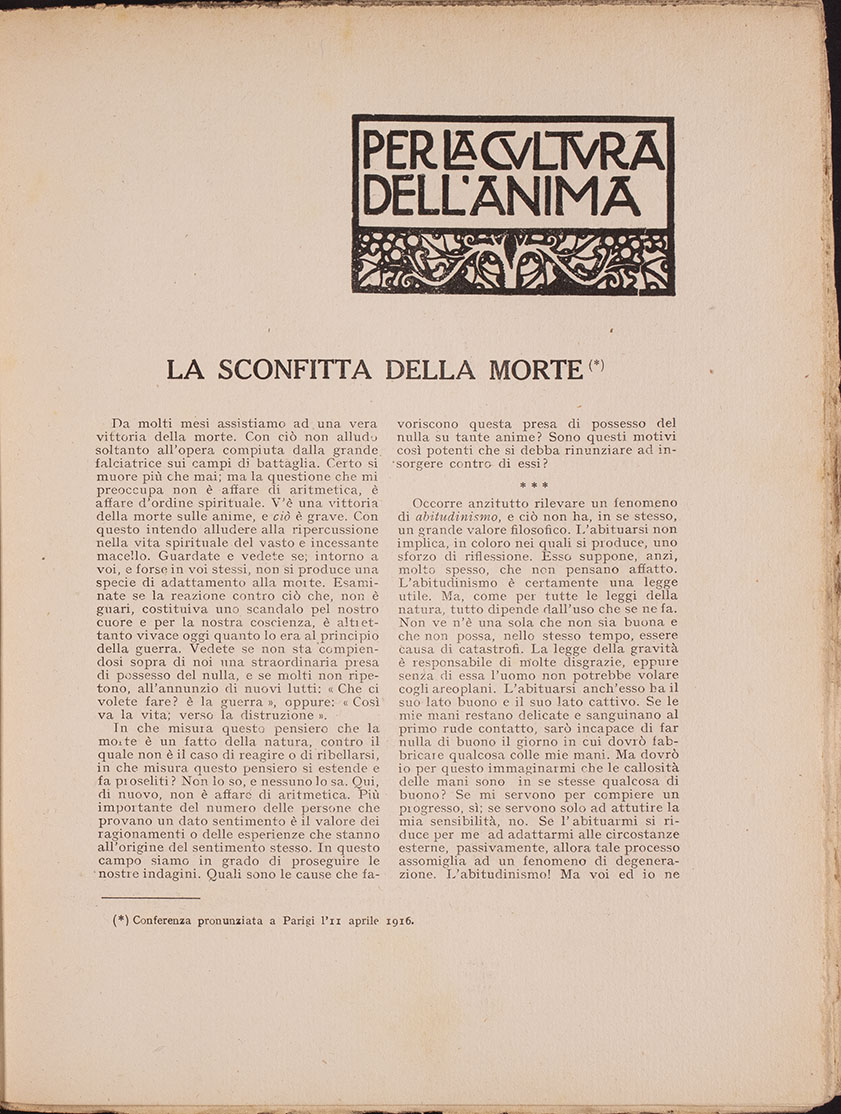 PER LA CVLTVRA
DELL'ANIMA
LA SCONFITTA DELLA MORTE (*)
Da molti mesi assistiamo ad una vera
vittoria della morte. Con ciò non alludo
soltanto all'opera compiuta dalla grande
falciatrice sui campi di battaglia. Certo si
muore più che mai; ma la questione che mi
preoccupa non è affare di aritmetica, è
affare d'ordine spirituale. V'è una vittoria
della morte sulle anime, e ciò è grave. Con
questo intendo alludere alla ripercussione
nella vita spirituale del vasto e incessante
macello. Guardate e vedete se; intorno a
voi, e forse in voi stessi, non si produce una
specie di adattamento alla morte. Esami-
nate se la reazione contro ciò che, non è
guari, costituiva uno scandalo pel nostro
cuore e per la nostra coscienza, è altret-
tanto vivace oggi quanto lo era al principio
della guerra. Vedete se non sta compien-
dosi sopra di noi una straordinaria presa
di possesso del nulla, e se molti non ripe-
tono, all'annunzio di nuovi lutti: « Che ci
volete fare? è la guerra », oppure: « Così
va la vita; verso la distruzione ».
In che misura questo pensiero che la
morte è un fatto della natura, contro il
quale non è il caso di reagire o di ribellarsi,
in che misura questo pensiero si estende e
fa proseliti? Non lo so, e nessuno lo sa. Qui,
di nuovo, non è affare di aritmetica. Più
importante del numero delle persone che
provano un dato sentimento è il valore dei
ragionamenti o delle esperienze che stanno
all'origine del sentimento stesso. In questo
campo siamo in grado di proseguire le
nostre indagini. Quali sono le cause che fa-
voriscono questa presa di possesso del
nulla su tante anime? Sono questi motivi
così potenti che si debba rinunziare ad in-
sorgere contro di essi?
* * *
Occorre anzitutto rilevare un fenomeno
di abitudinismo, e ciò non ha, in se stesso,
un grande valore filosofico. L'abituarsi non
implica, in coloro nei quali si produce, uno
sforzo di riflessione. Esso suppone, anzi,
molto spesso, che non pensano affatto.
L'abitudinismo è certamente una legge
utile. Ma, come per tutte le leggi della
natura, tutto dipende dall'uso che se ne fa.
Non ve n'è una sola che non sia buona e
che non possa, nello stesso tempo, essere
causa di catastrofi. La legge della gravità
è responsabile di molte disgrazie, eppure
senza di essa l'uomo non potrebbe volare
cogli areoplani. L'abituarsi anch'esso ha il
suo lato buono e il suo lato cattivo. Se le
mie mani restano delicate e sanguinano al
primo rude contatto, sarò incapace di far
nulla di buono il giorno in cui dovrò fab-
bricare qualcosa colle mie mani. Ma dovrò
io per questo immaginarmi che le callosità
delle mani sono in se stesse qualcosa di
buono? Se mi servono per compiere un
progresso, sì; se servono solo ad attutire la
mia sensibilità, no. Se l'abituarmi si ri-
duce per me ad adattarmi alle circostanze
esterne, passivamente, allora tale processo
assomiglia ad un fenomeno di degenera-
zione. L'abitudinismo! Ma voi ed io ne
(*) Conferenza pronunziata a Parigi l'11 aprile 1916.